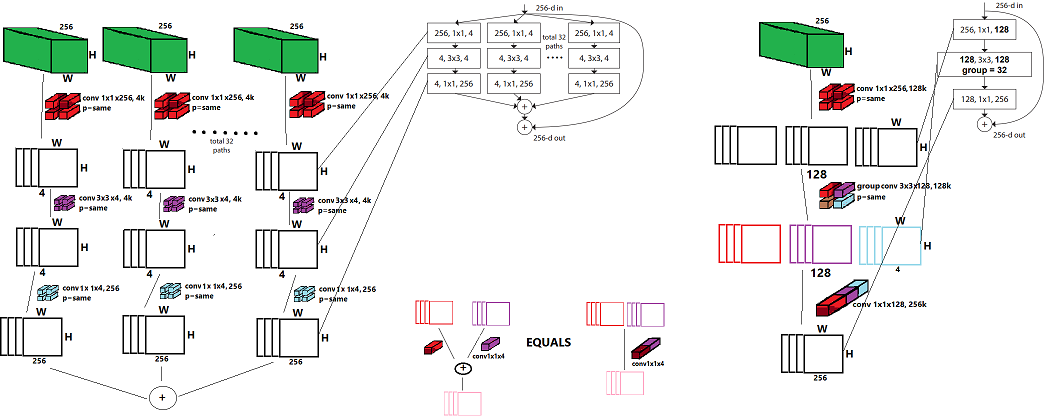 256
256
256
H
H
H
W
W
W
conv 1x1x256, 4k
p=same
conv 1x1x256, 4k
p=same
conv 1x1x256, 4k
p=same
total 32
paths
W
W
W
H
H
H
4
4
4
conv 3x3x4, 4k
p=same
conv 3x3x4, 4k
p=same
conv 3x3x4, 4k
p=same
W
W
W
H
H
H
4
4
4
conv 1x 1x4, 256
p=same
conv 1x 1x4, 256
p=same
conv 1x 1x4, 256
p=same
W
W
W
H
H
H
256
256
256
+
256-d in
256, 1x1, 4
256, 1x1, 4
256, 1x1, 4
total 32
paths
4, 3x3, 4
4, 3x3, 4
4, 3x3, 4
4, 1x1, 256
4, 1x1, 256
4, 1x1, 256
+
+
256-d out
conv1x1x4
+
EQUALS
conv1x1x4
256
H
W
conv 1x1x256,128k
p=same
W
H
128
group conv 3x3x128,128k
p=same
W
H
128
4
conv 1x1x128, 256k
W
H
256
256-d in
256, 1x1, 128
128, 3x3, 128
group = 32
128, 1x1, 256
+
256-d out